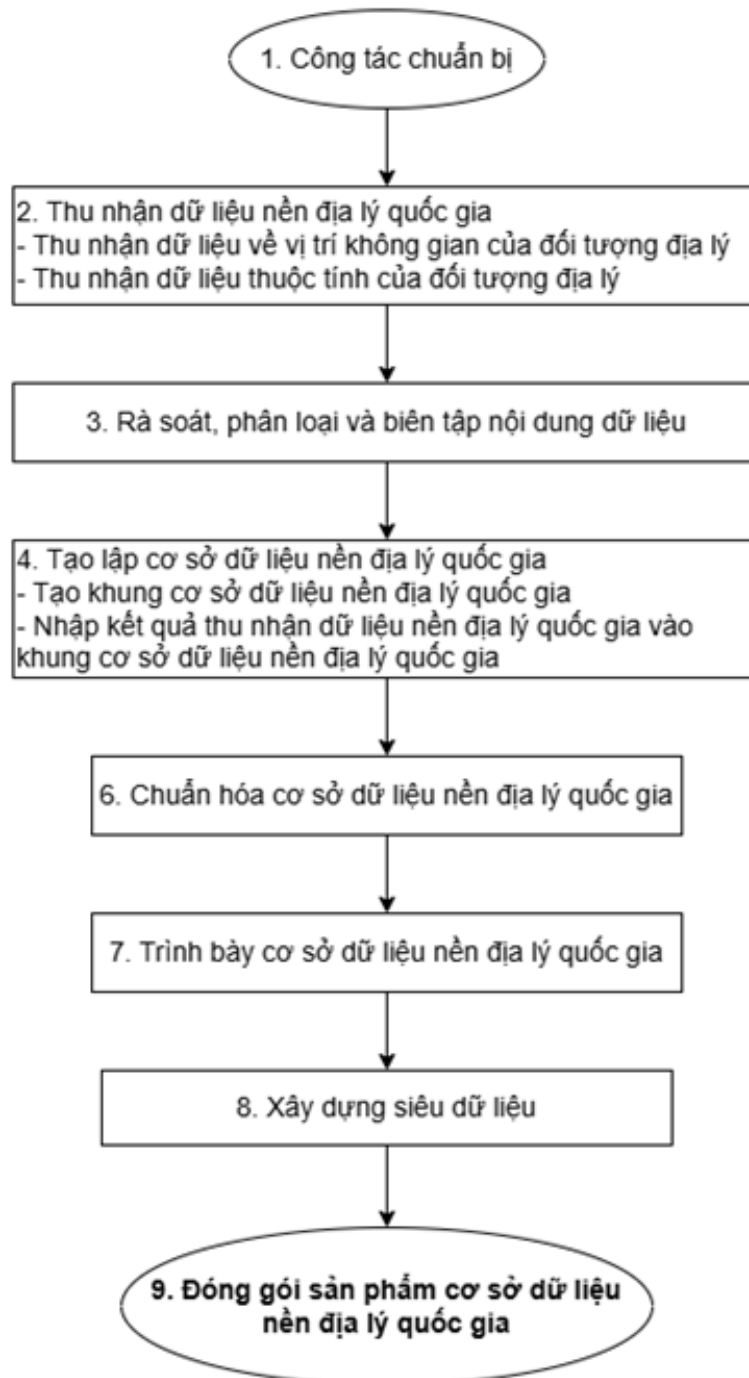 1. Công tác chuẩn bị
2. Thu nhận dữ liệu nền địa lý quốc gia
- Thu nhận dữ liệu về vị trí không gian của đối tượng địa lý
- Thu nhận dữ liệu thuộc tính của đối tượng địa lý
3. Rà soát, phân loại và biên tập nội dung dữ liệu
4. Tạo lập cơ sở dữ liệu nền địa lý quốc gia
- Tạo khung cơ sở dữ liệu nền địa lý quốc gia
- Nhập kết quả thu nhận dữ liệu nền địa lý quốc gia vào
khung cơ sở dữ liệu nền địa lý quốc gia
6. Chuẩn hóa cơ sở dữ liệu nền địa lý quốc gia
7. Trình bày cơ sở dữ liệu nền địa lý quốc gia
8. Xây dựng siêu dữ liệu
9. Đóng gói sản phẩm cơ sở dữ liệu
nền địa lý quốc gia